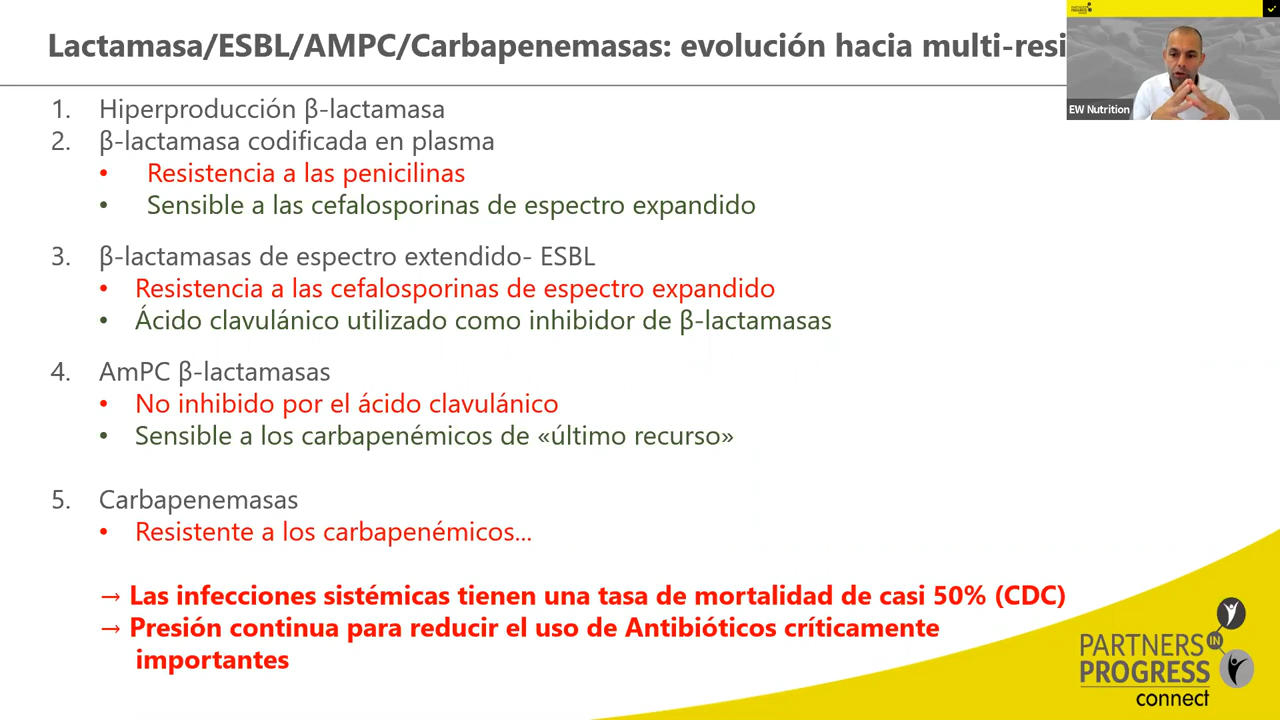 Lactamasa/ESBL/AMPC/Carbapenemasas: evolución hacia multi-resi
EW Nutrition
1. Hiperproducción β-lactamasa
2. β-lactamasa codificada en plasma
• Resistencia a las penicilinas
• Sensible a las cefalosporinas de espectro expandido
3. β-lactamasas de espectro extendido- ESBL
• Resistencia a las cefalosporinas de espectro expandido
• Ácido clavulánico utilizado como inhibidor de β-lactamasas
4. AmPC β-lactamasas
• No inhibido por el ácido clavulánico
• Sensible a los carbapenémicos de «último recurso»
5. Carbapenemasas
• Resistente a los carbapenémicos...
→ Las infecciones sistémicas tienen una tasa de mortalidad de casi 50% (CDC)
→ Presión continua para reducir el uso de Antibióticos críticamente
importantes
PARTNERS
IN
PROGRESS
connect